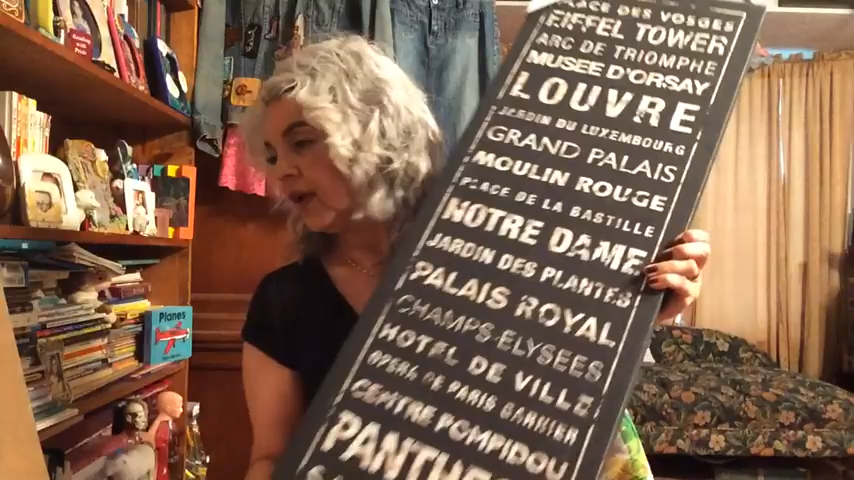 PLACE DES VOSGES
EIFFEL TOWER
ARC DE TRIOMPHE
MUSEE D'ORSAY
LOUVRE
JARDIN DU LUXEMBOURG
GRAND PALAIS
MOULIN ROUGE
PLACE DE LA BASTILLE
NOTRE DAME
JARDIN DES PLANTES
PALAIS ROYAL
CHAMPS-ELYSEES
HOTEL DE VILLE
OPERA DE PARIS GARNIER
CENTRE POMPIDOU
PANTHE
Planes